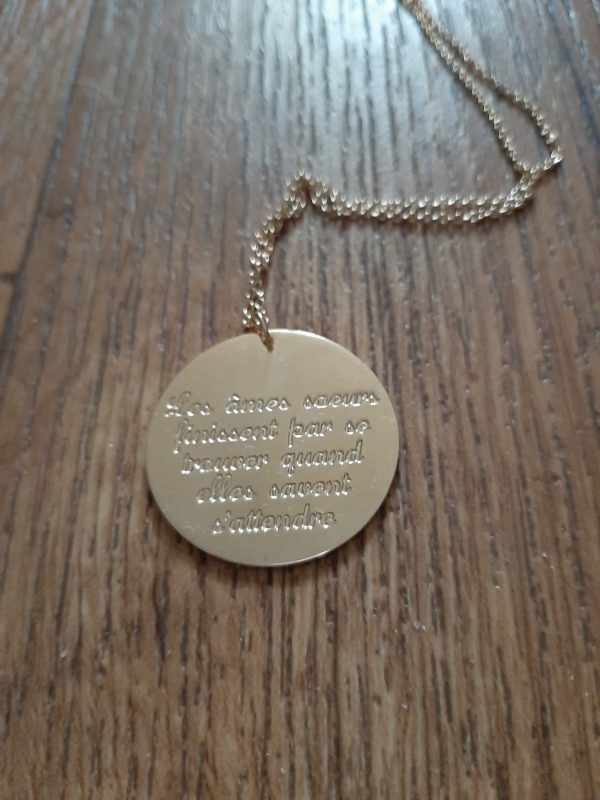 Les âmes soeurs
finissent par se
trouver quand
elles savent
s'attendre